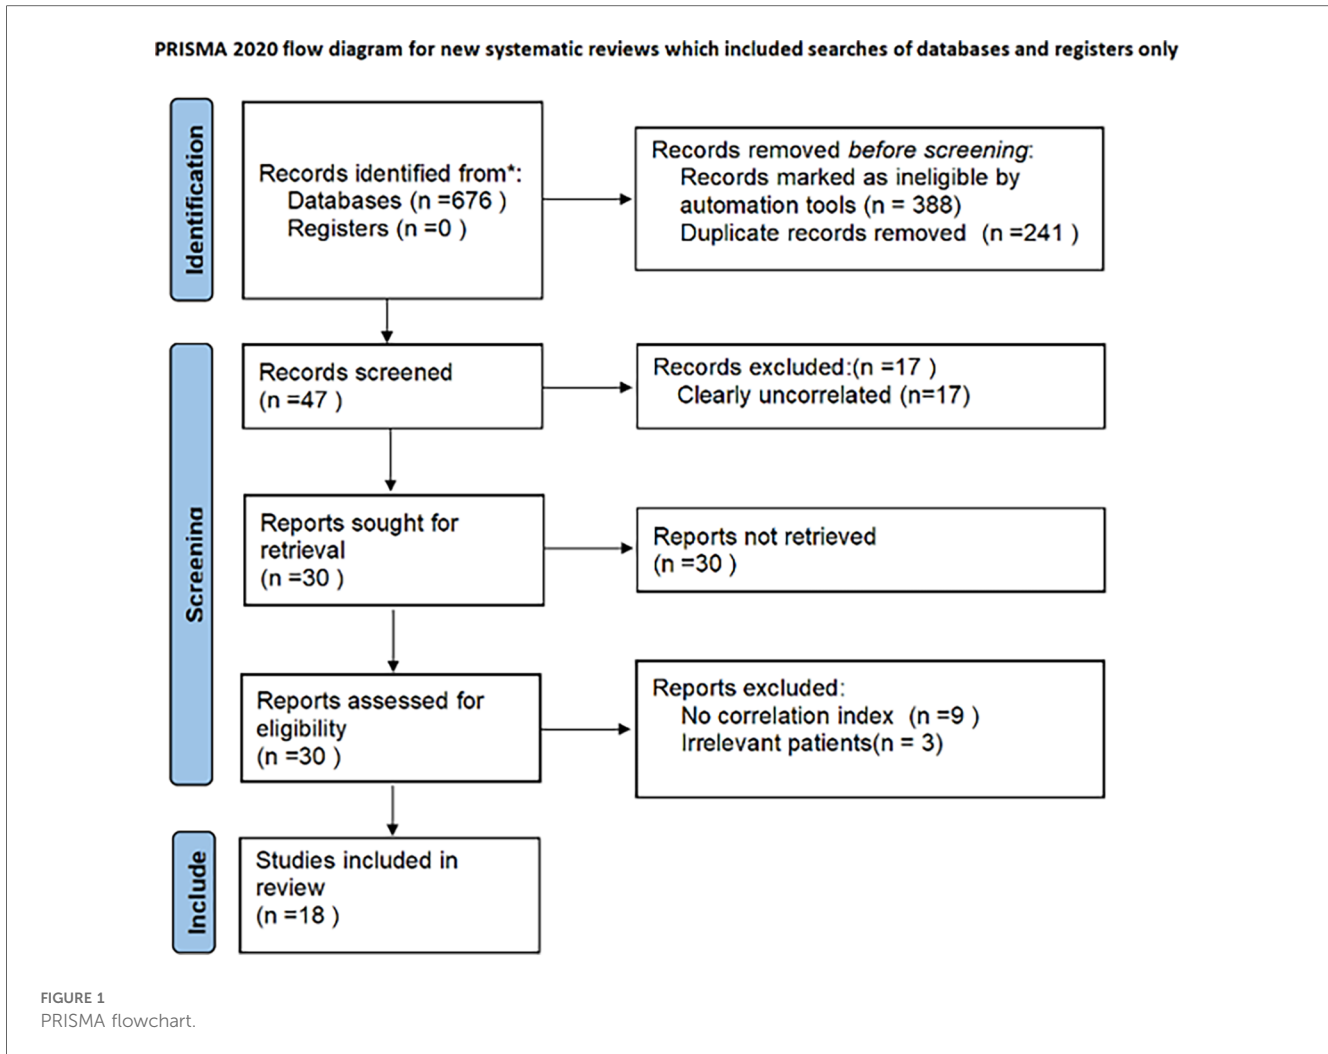 PRISMA 2020 flow diagram for new systematic reviews which included searches of databases and registers only
Identification
Records identified from*:
Databases (n =676 )
Registers (n =0 )
Records removed before screening:
Records marked as ineligible by
automation tools (n = 388)
Duplicate records removed (n =241 )
Screening
Records screened
(n =47 )
Records excluded:(n =17 )
Clearly uncorrelated (n=17)
Reports sought for
retrieval
(n =30 )
Reports not retrieved
(n =30 )
Reports assessed for
eligibility
(n =30 )
Reports excluded:
No correlation index (n =9 )
Irrelevant patients(n = 3)
Include
Studies included in
review
(n =18 )
FIGURE 1
PRISMA flowchart.